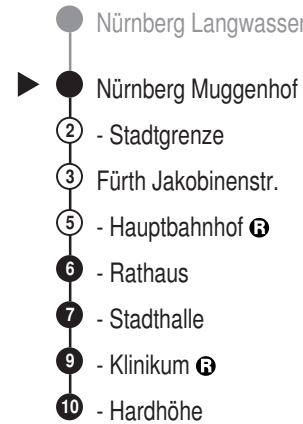 Nürnberg Langwasser
Nürnberg Muggenhof
2 - Stadtgrenze
3 Fürth Jakobinenstr.
5 - Hauptbahnhof R
6 - Rathaus
7 - Stadthalle
9 - Klinikum R
10 - Hardhöhe